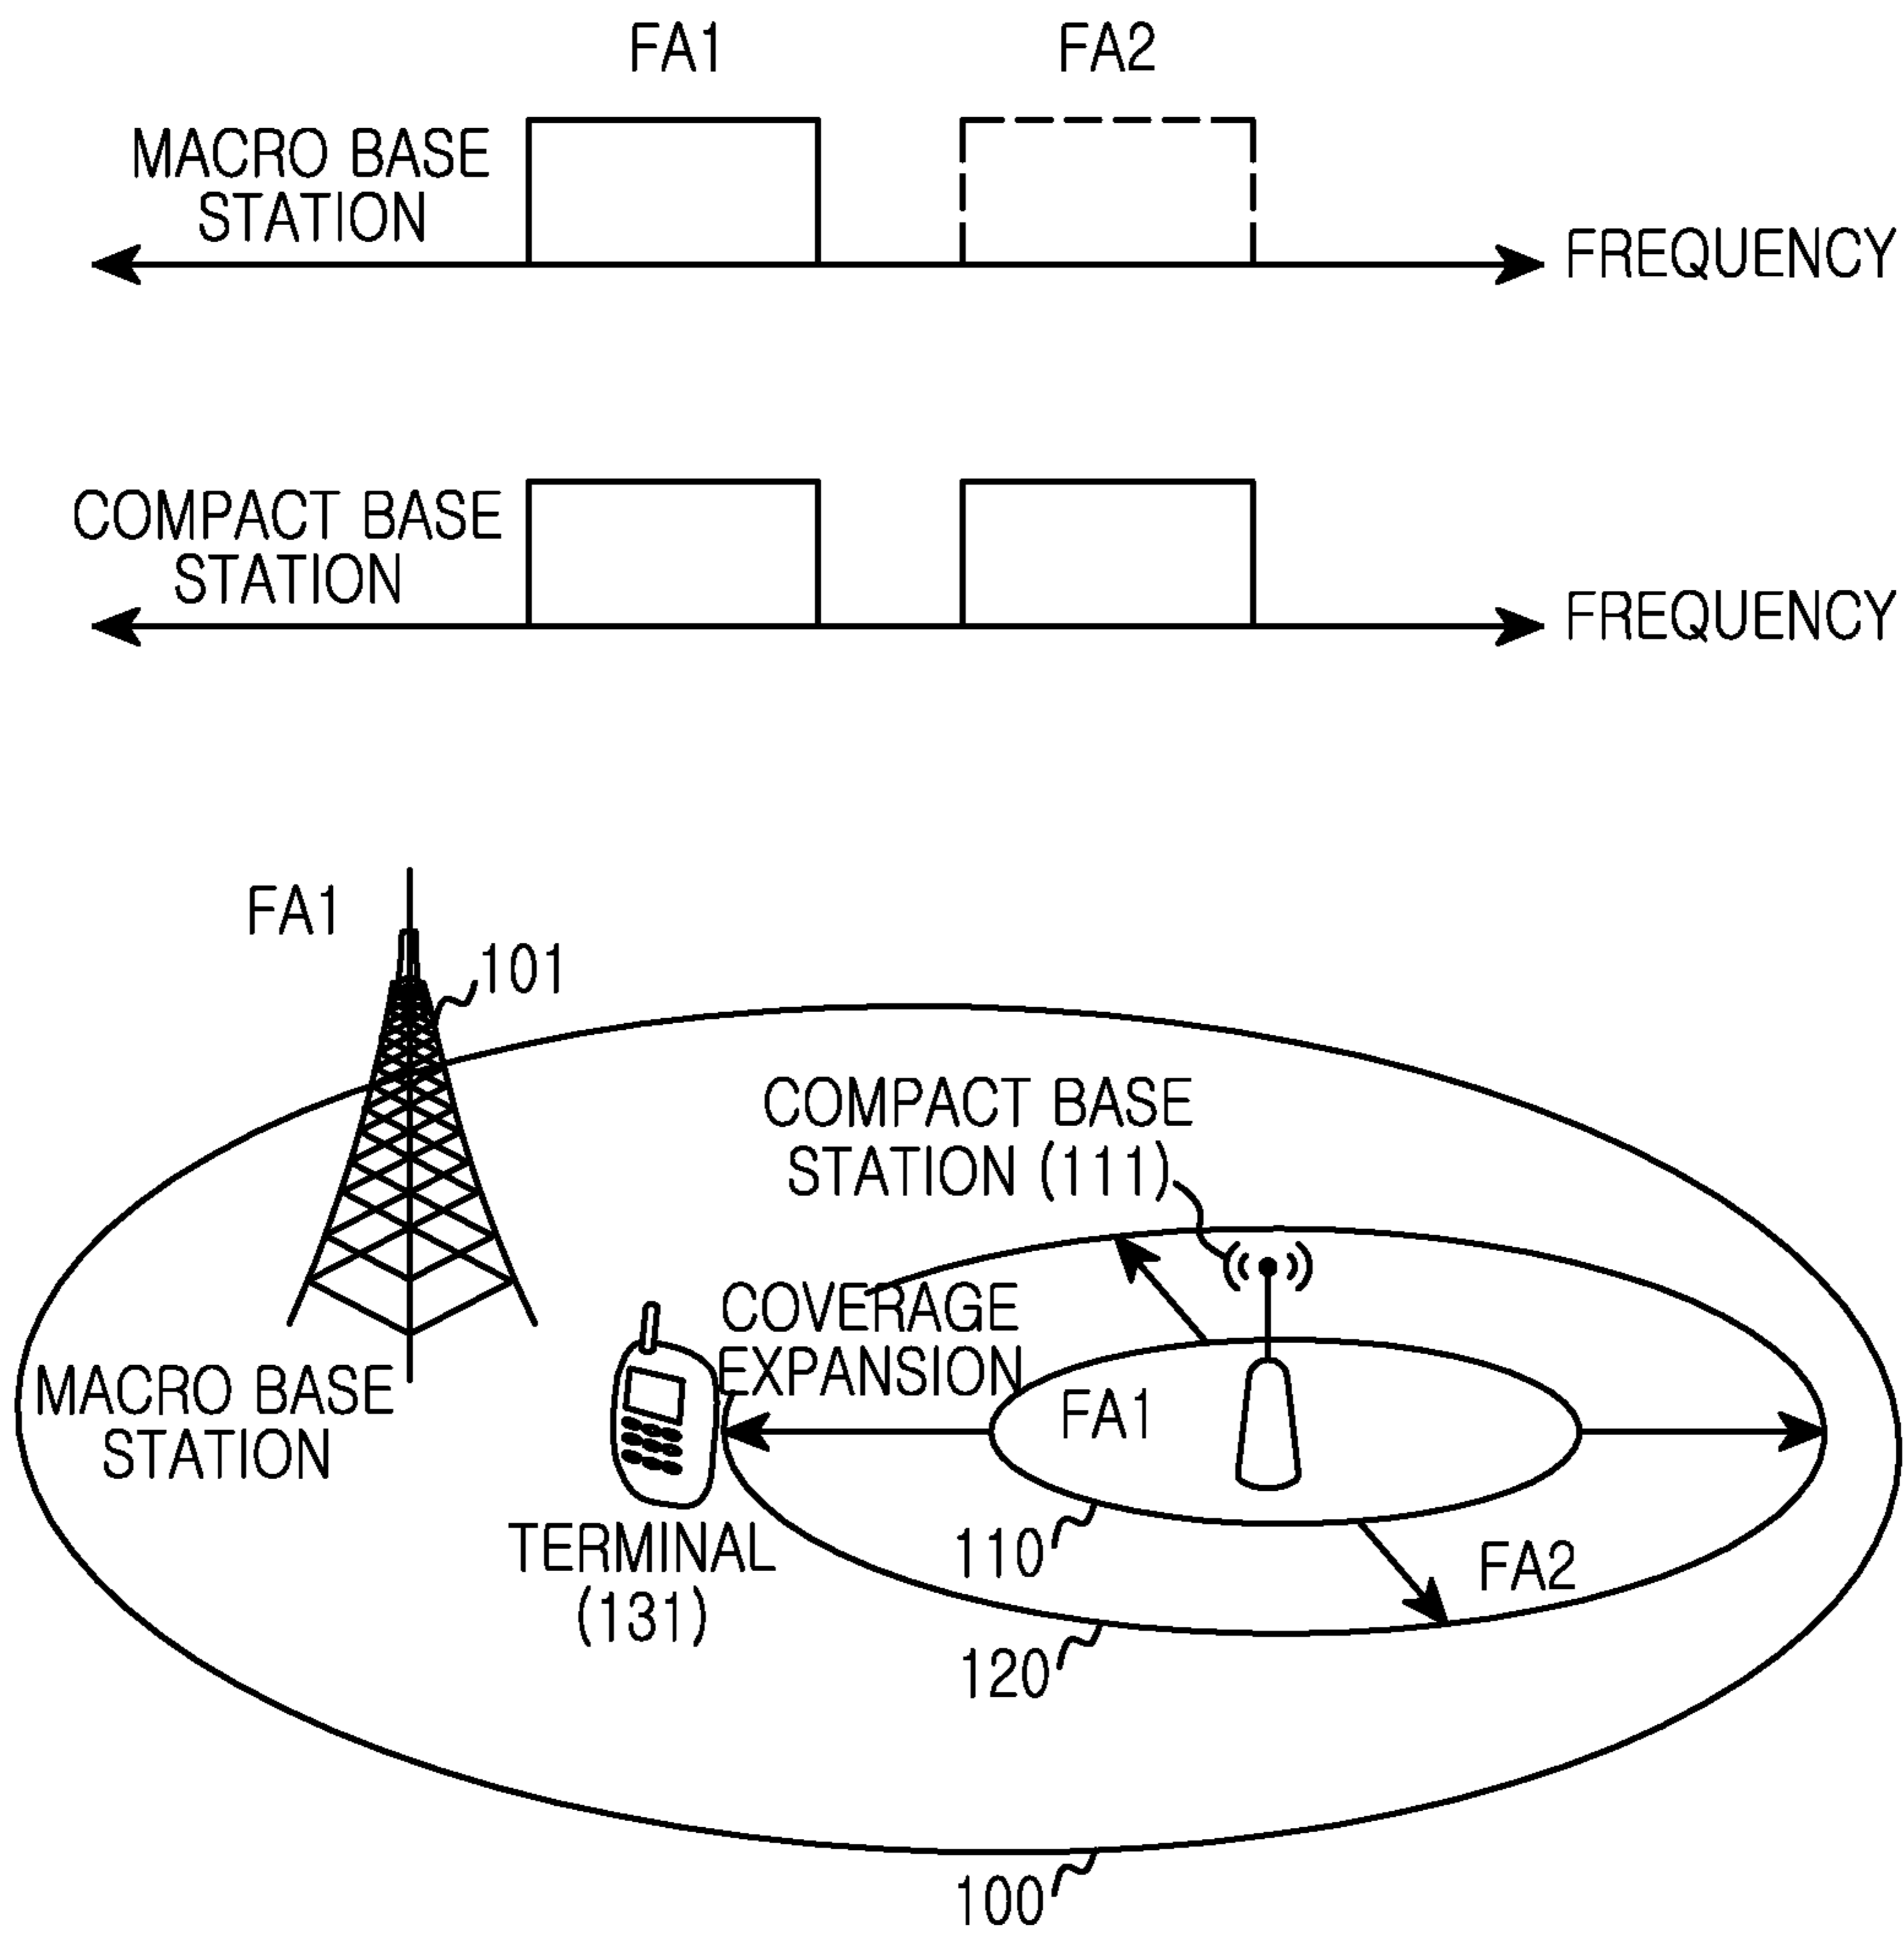 FA1
FA2
MACRO BASE
STATION
FREQUENCY
COMPACT BASE
STATION
FREQUENCY
FA1
101
COMPACT BASE
STATION (111)
COVERAGE
EXPANSION
MACRO BASE
STATION
FA1
TERMINAL
(131)
110
FA2
120
100